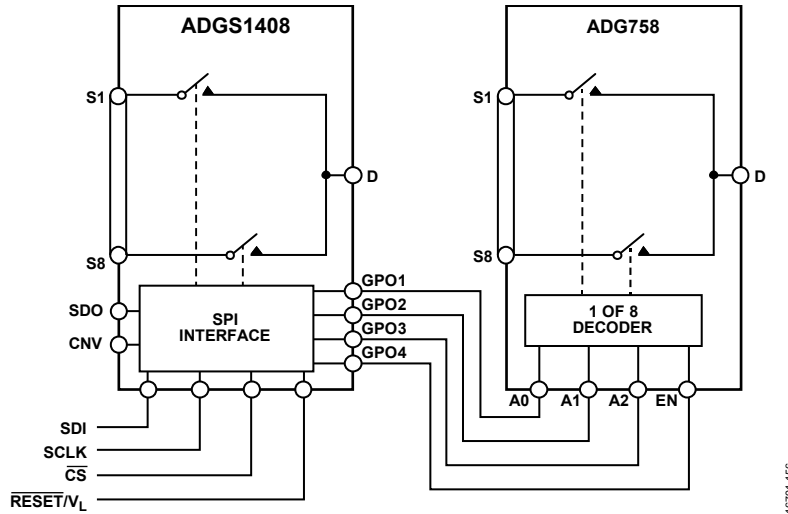 ADGS1408
S1
D
S8
SDO
CNV
SPI
INTERFACE
GPO1
GPO2
GPO3
GPO4
SDI
SCLK
CS
RESET/VL
ADG758
S1
D
S8
1 OF 8
DECODER
A0
A1
A2
EN